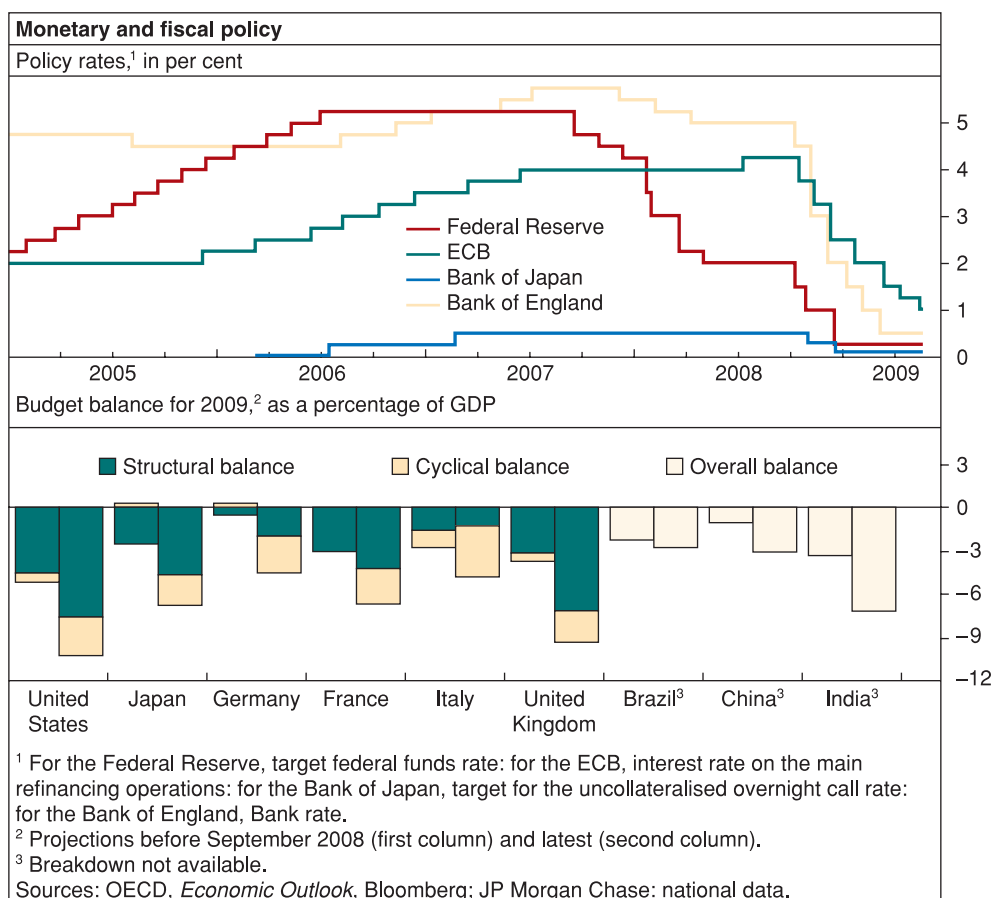 Monetary and fiscal policy
Policy rates,¹ in per cent
5
4
3
2
1
0
Federal Reserve
ECB
Bank of Japan
Bank of England
2005 2006 2007 2008 2009
Budget balance for 2009,² as a percentage of GDP
Structural balance Cyclical balance Overall balance
3
0
−3
−6
−9
−12
United States Japan Germany France Italy United Kingdom Brazil³ China³ India³
¹ For the Federal Reserve, target federal funds rate: for the ECB, interest rate on the main
refinancing operations: for the Bank of Japan, target for the uncollateralised overnight call rate:
for the Bank of England, Bank rate.
² Projections before September 2008 (first column) and latest (second column).
³ Breakdown not available.
Sources: OECD, Economic Outlook, Bloomberg; JP Morgan Chase: national data.